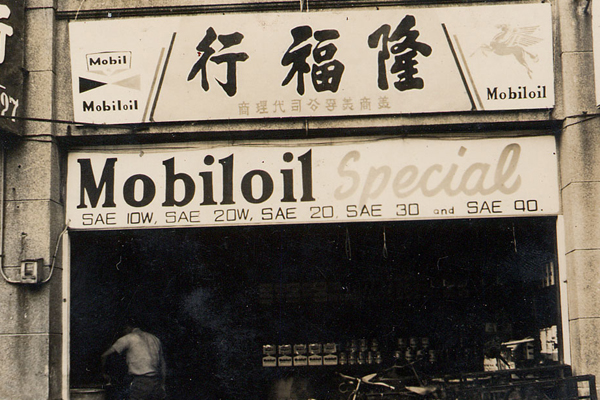 Mobil
Mobiloil
隆福行
美商美孚公司代理商
Mobiloil
Mobiloil Special
SAE 10W, SAE 20W, SAE 20, SAE 30 and SAE 90.